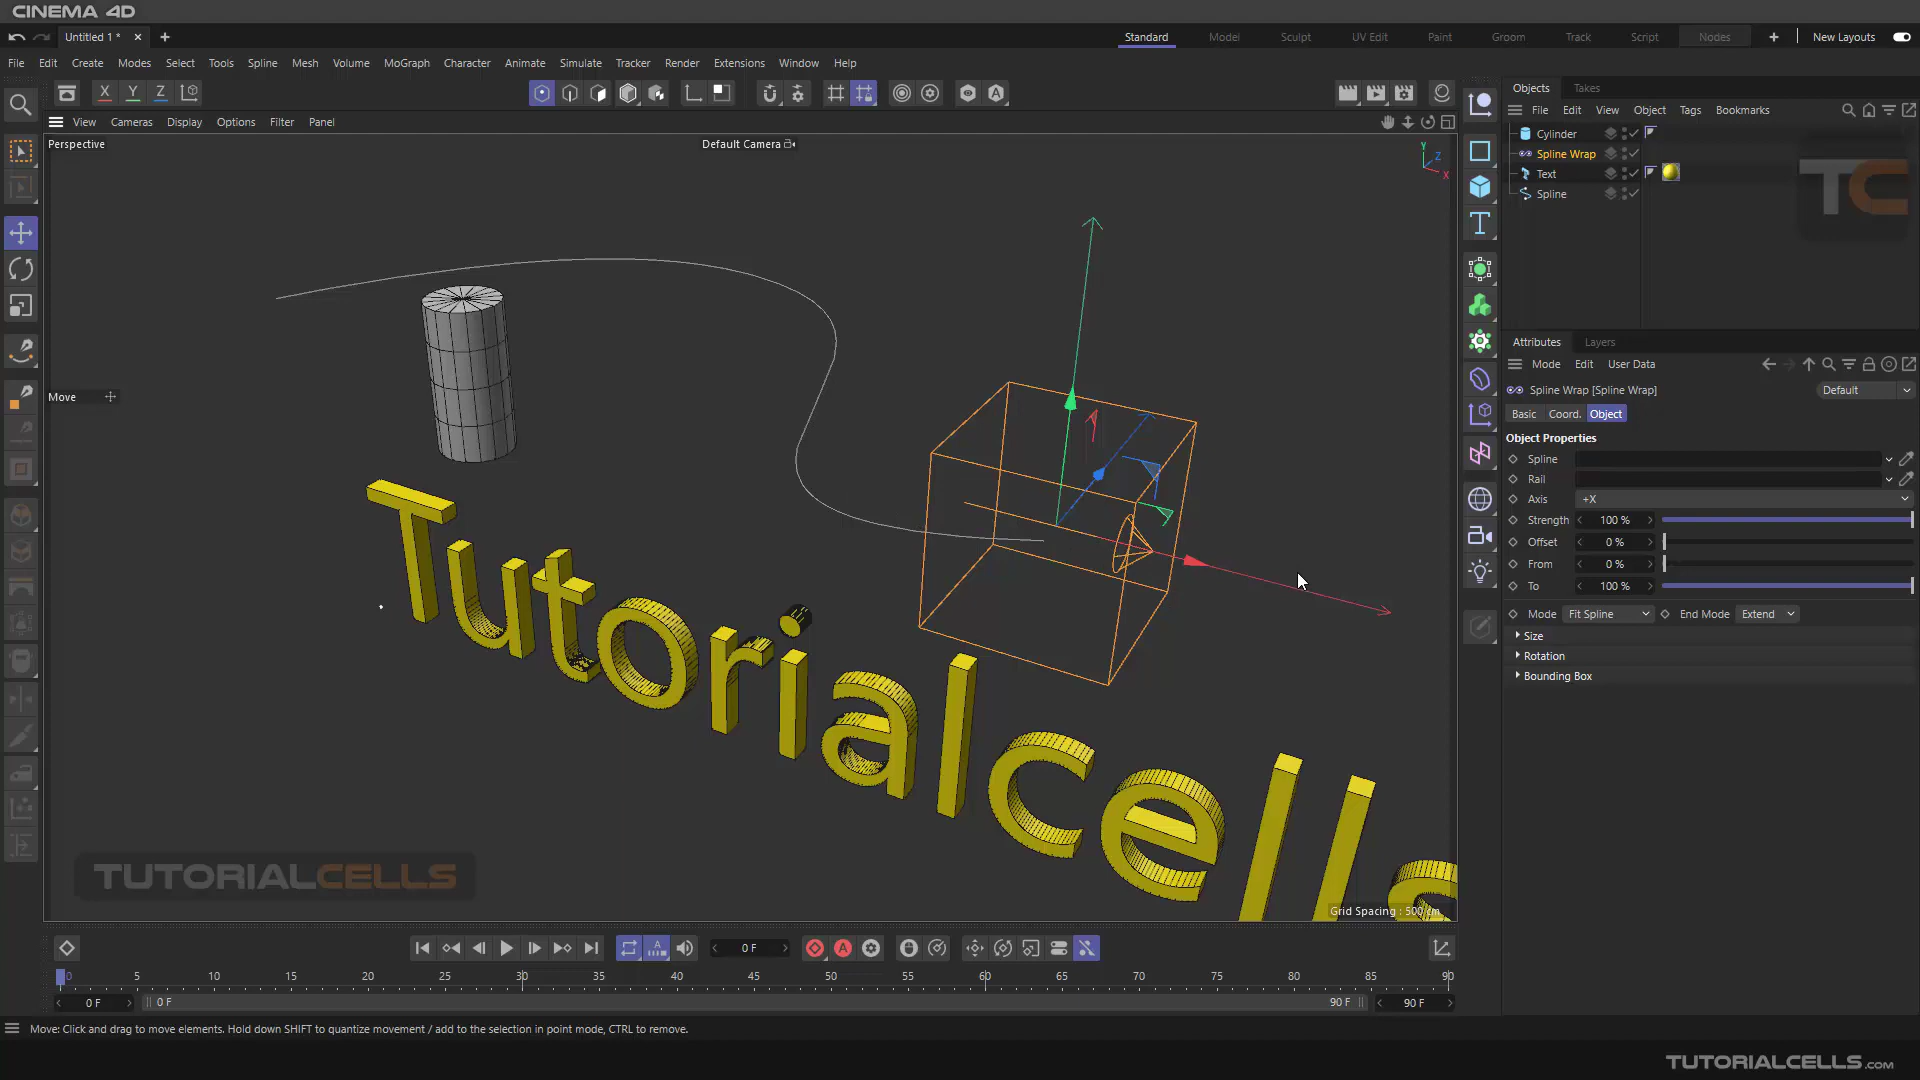 CINEMA 4D
Untitled 1 *
Standard
Model
Sculpt
UV Edit
Paint
Groom
Track
Script
Nodes
New Layouts
File Edit Create Modes Select Tools Spline Mesh Volume MoGraph Character Animate Simulate Tracker Render Extensions Window Help
X Y Z
View Cameras Display Options Filter Panel
Perspective
Default Camera
Y
Z
X
Move
Tutorialcells
TUTORIALCELLS
Grid Spacing : 500 cm
Objects Takes
File Edit View Object Tags Bookmarks
Cylinder
Spline Wrap
Text
Spline
TC
Attributes Layers
Mode Edit User Data
Spline Wrap [Spline Wrap]
Default
Basic Coord. Object
Object Properties
Spline
Rail
Axis +X
Strength 100 %
Offset 0 %
From 0 %
To 100 %
Mode Fit Spline End Mode Extend
Size
Rotation
Bounding Box
0 F
0 5 10 15 20 25 30 35 40 45 50 55 60 65 70 75 80 85 90
0 F 0 F 90 F 90 F
Move: Click and drag to move elements. Hold down SHIFT to quantize movement / add to the selection in point mode, CTRL to remove.
TUTORIALCELLS.com